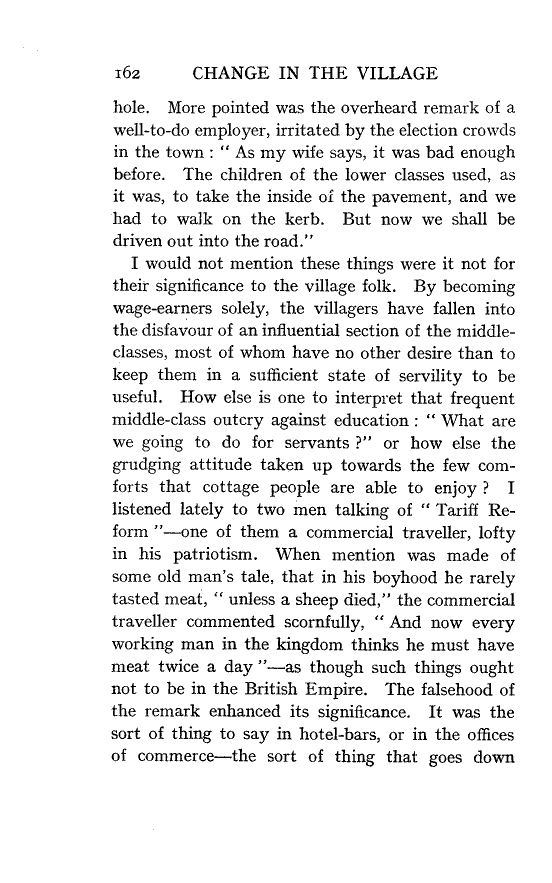 162 CHANGE IN THE VILLAGE
hole. More pointed was the overheard remark of a
well-to-do employer, irritated by the election crowds
in the town : “ As my wife says, it was bad enough
before. The children of the lower classes used, as
it was, to take the inside of the pavement, and we
had to walk on the kerb. But now we shall be
driven out into the road.”
I would not mention these things were it not for
their significance to the village folk. By becoming
wage-earners solely, the villagers have fallen into
the disfavour of an influential section of the middle-
classes, most of whom have no other desire than to
keep them in a sufficient state of servility to be
useful. How else is one to interpret that frequent
middle-class outcry against education : “ What are
we going to do for servants ?” or how else the
grudging attitude taken up towards the few com-
forts that cottage people are able to enjoy ? I
listened lately to two men talking of “ Tariff Re-
form ”—one of them a commercial traveller, lofty
in his patriotism. When mention was made of
some old man’s tale, that in his boyhood he rarely
tasted meat, “ unless a sheep died,” the commercial
traveller commented scornfully, “ And now every
working man in the kingdom thinks he must have
meat twice a day ”—as though such things ought
not to be in the British Empire. The falsehood of
the remark enhanced its significance. It was the
sort of thing to say in hotel-bars, or in the offices
of commerce—the sort of thing that goes down